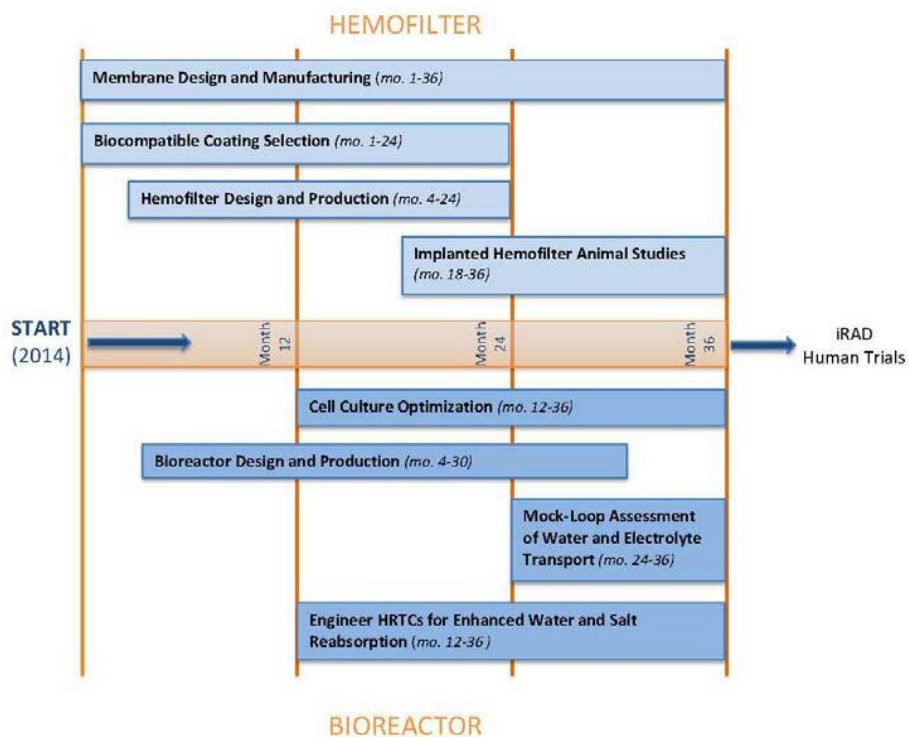 HEMOFILTER
Membrane Design and Manufacturing (mo. 1-36)
Biocompatible Coating Selection (mo. 1-24)
Hemofilter Design and Production (mo. 4-24)
Implanted Hemofilter Animal Studies
(mo. 18-36)
START
(2014)
Month
12
Month
24
Month
36
iRAD
Human Trials
Cell Culture Optimization (mo. 12-36)
Bioreactor Design and Production (mo. 4-30)
Mock-Loop Assessment
of Water and Electrolyte
Transport (mo. 24-36)
Engineer HRTCs for Enhanced Water and Salt
Reabsorption (mo. 12-36 )
BIOREACTOR